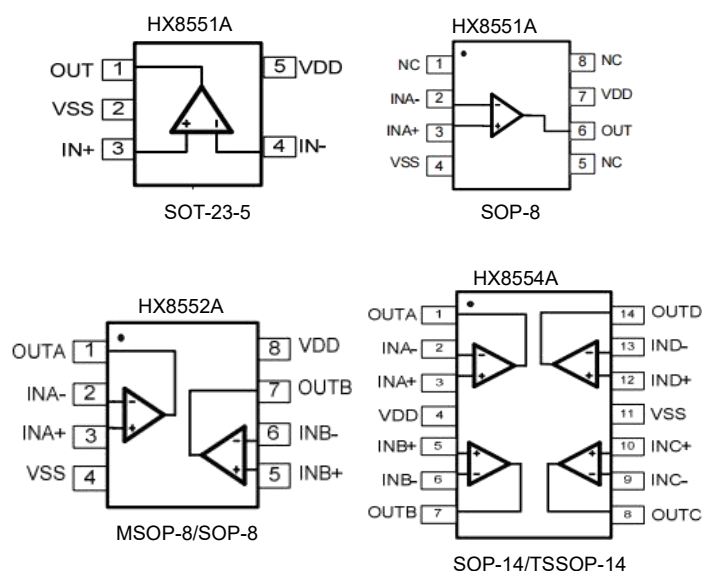 HX8551A
OUT 1
5 VDD
VSS 2
IN+ 3
4 IN-
+ -
SOT-23-5
HX8551A
NC 1
8 NC
INA- 2
7 VDD
INA+ 3
6 OUT
VSS 4
5 NC
-
+
SOP-8
HX8552A
OUTA 1
8 VDD
INA- 2
7 OUTB
INA+ 3
6 INB-
VSS 4
5 INB+
-
+
-
+
MSOP-8/SOP-8
HX8554A
OUTA 1
14 OUTD
INA- 2
13 IND-
INA+ 3
12 IND+
VDD 4
11 VSS
INB+ 5
10 INC+
INB- 6
9 INC-
OUTB 7
8 OUTC
-
+
-
+
+
-
+
-
SOP-14/TSSOP-14